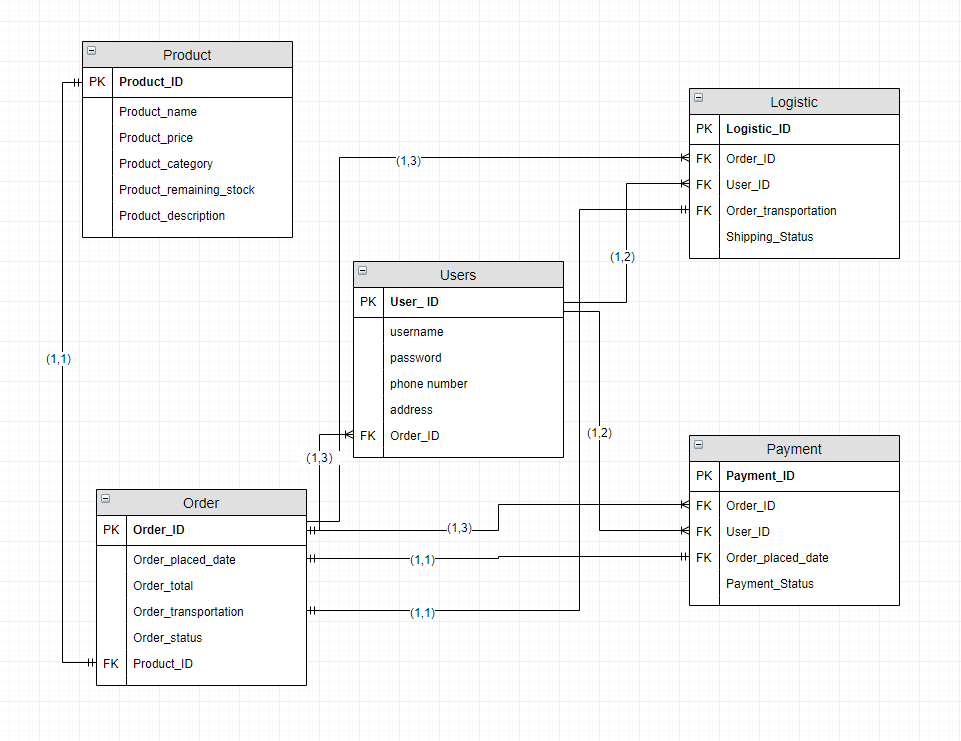 Product
PK Product_ID
Product_name
Product_price
Product_category
Product_remaining_stock
Product_description
Logistic
PK Logistic_ID
FK Order_ID
FK User_ID
FK Order_transportation
Shipping_Status
(1,3)
(1,2)
Users
PK User_ ID
username
password
phone number
address
FK Order_ID
(1,1)
(1,2)
(1,3)
Payment
PK Payment_ID
FK Order_ID
FK User_ID
FK Order_placed_date
Payment_Status
Order
PK Order_ID
Order_placed_date
Order_total
Order_transportation
Order_status
FK Product_ID
(1,3)
(1,1)
(1,1)